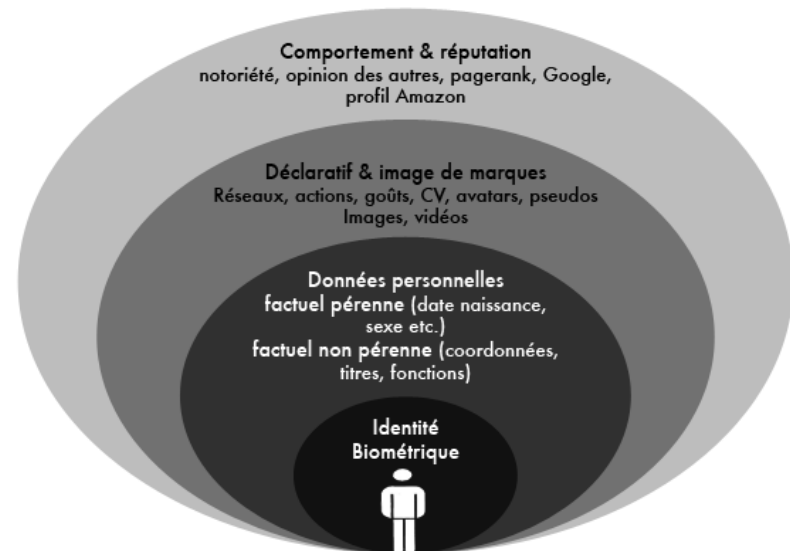 Comportement & réputation
notoriété, opinion des autres, pagerank, Google,
profil Amazon
Déclaratif & image de marques
Réseaux, actions, goûts, CV, avatars, pseudos
Images, vidéos
Données personnelles
factuel pérenne (date naissance,
sexe etc.)
factuel non pérenne (coordonnées,
titres, fonctions)
Identité
Biométrique